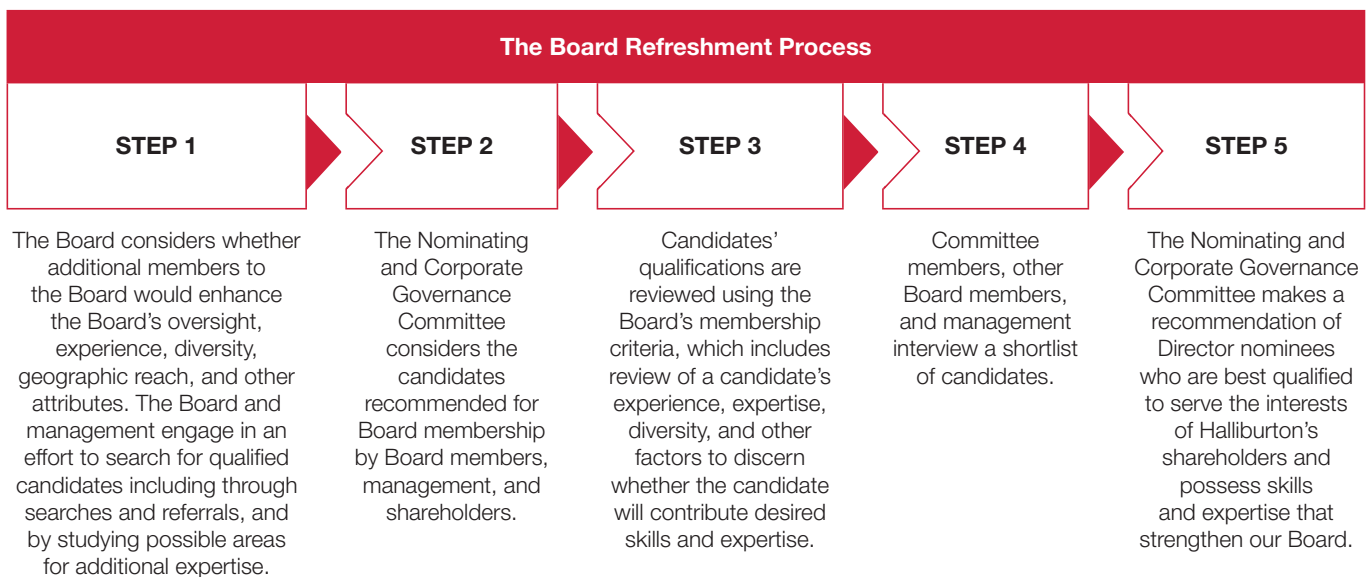 The Board Refreshment Process
STEP 1
The Board considers whether
additional members to
the Board would enhance
the Board’s oversight,
experience, diversity,
geographic reach, and other
attributes. The Board and
management engage in an
effort to search for qualified
candidates including through
searches and referrals, and
by studying possible areas
for additional expertise.
STEP 2
The Nominating
and Corporate
Governance
Committee
considers the
candidates
recommended for
Board membership
by Board members,
management, and
shareholders.
STEP 3
Candidates’
qualifications are
reviewed using the
Board’s membership
criteria, which includes
review of a candidate’s
experience, expertise,
diversity, and other
factors to discern
whether the candidate
will contribute desired
skills and expertise.
STEP 4
Committee
members, other
Board members,
and management
interview a shortlist
of candidates.
STEP 5
The Nominating and
Corporate Governance
Committee makes a
recommendation of
Director nominees
who are best qualified
to serve the interests
of Halliburton’s
shareholders and
possess skills
and expertise that
strengthen our Board.